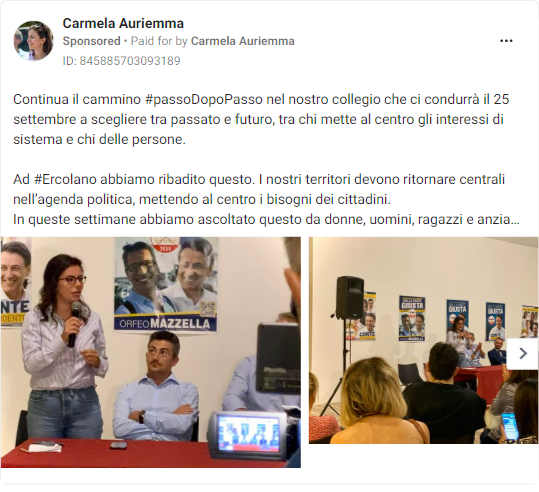 Carmela Auriemma
Sponsored • Paid for by Carmela Auriemma
ID: 845885703093189
Continua il cammino #passoDopoPasso nel nostro collegio che ci condurrà il 25
settembre a scegliere tra passato e futuro, tra chi mette al centro gli interessi di
sistema e chi delle persone.
Ad #Ercolano abbiamo ribadito questo. I nostri territori devono ritornare centrali
nell'agenda politica, mettendo al centro i bisogni dei cittadini.
In queste settimane abbiamo ascoltato questo da donne, uomini, ragazzi e anzia...
2050
ORFEO MAZZELLA
GIUSTA
GIUSTA
CONTE